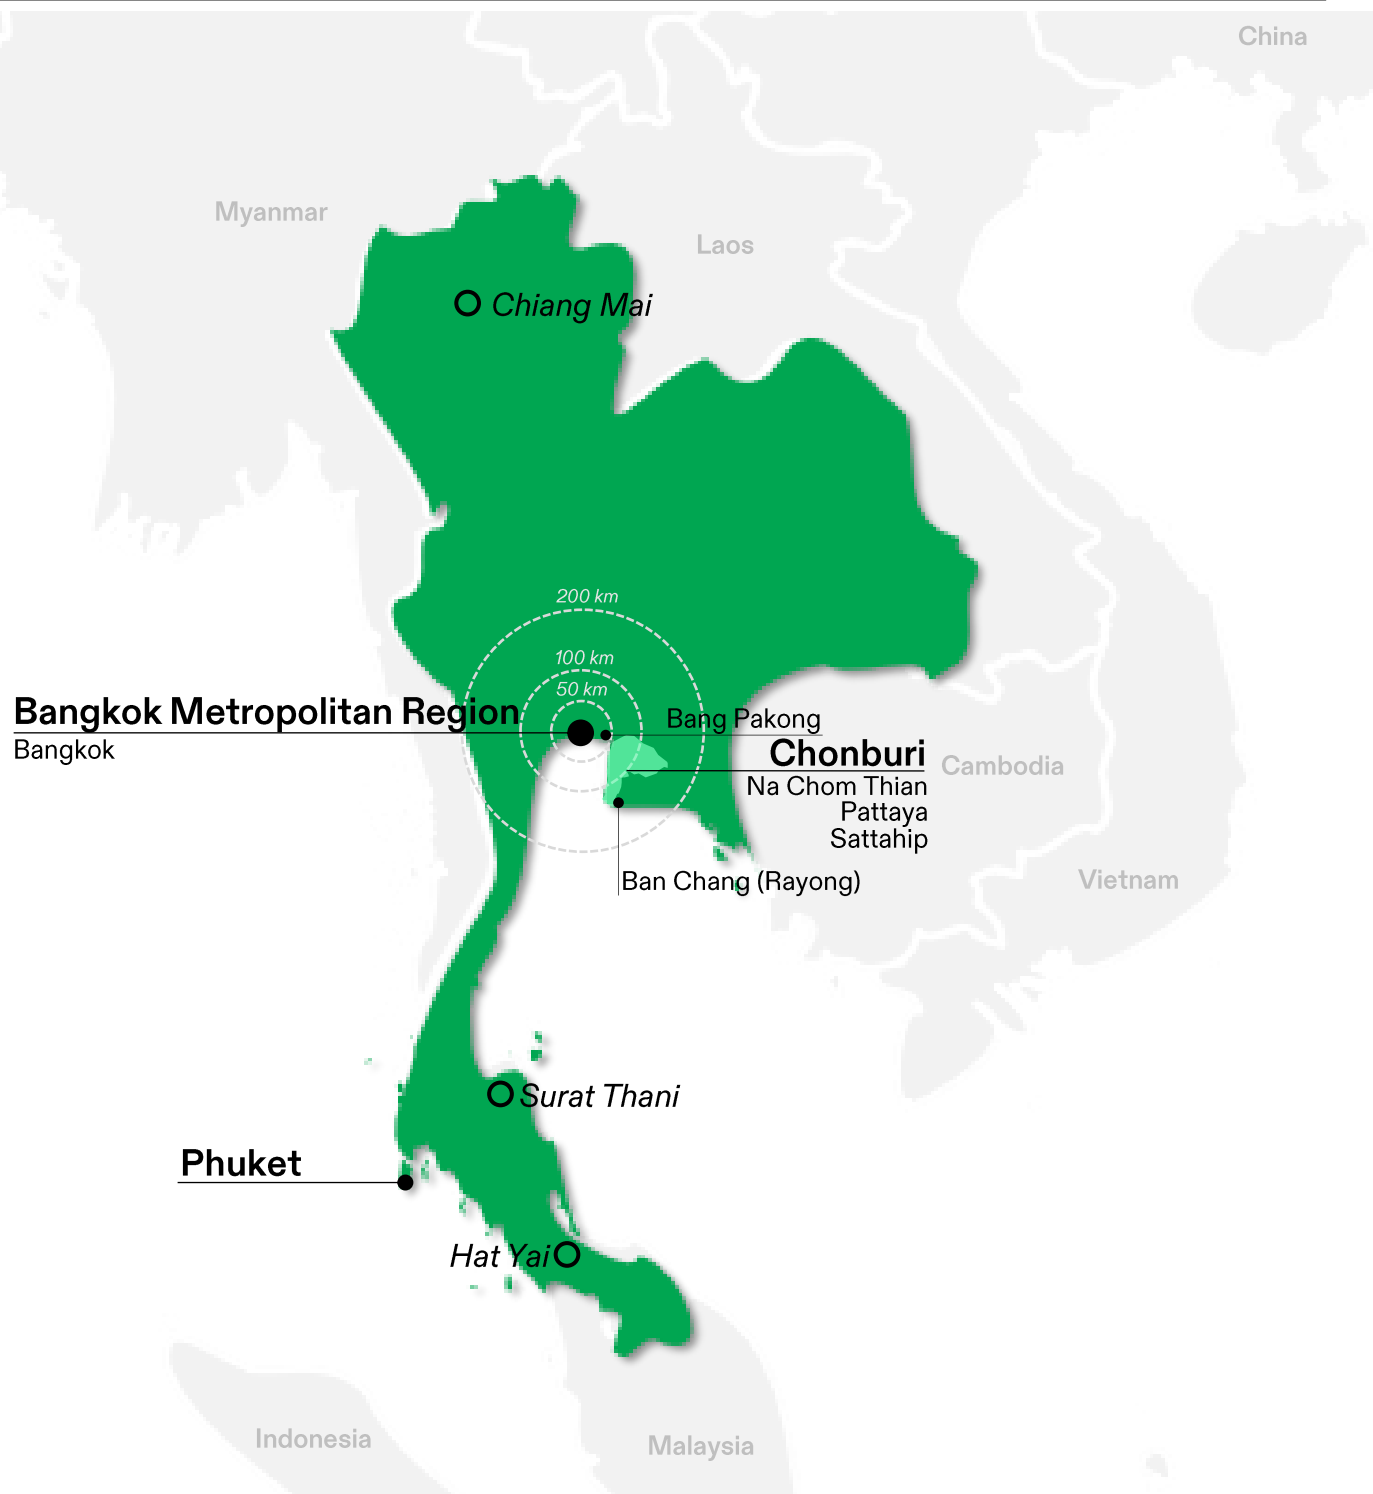 China
Myanmar
Laos
Chiang Mai
200 km
100 km
50 km
Bangkok Metropolitan Region
Bangkok
Bang Pakong
Chonburi
Na Chom Thian
Pattaya
Sattahip
Cambodia
Ban Chang (Rayong)
Vietnam
Surat Thani
Phuket
Hat Yai
Indonesia
Malaysia